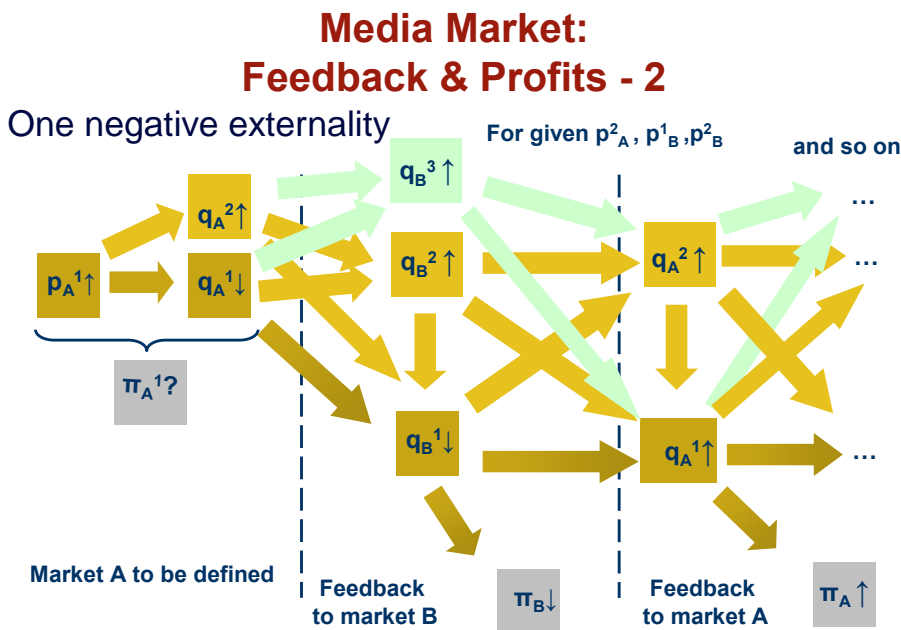 Media Market:
Feedback & Profits - 2
One negative externality
For given p²A, p¹B, p²B
and so on
qB³ ↑
...
qA²↑
qB² ↑
qA² ↑
...
pA¹↑
qA¹↓
πA¹?
qB¹↓
qA¹↑
...
Market A to be defined
Feedback
to market B
πB↓
Feedback
to market A
πA ↑